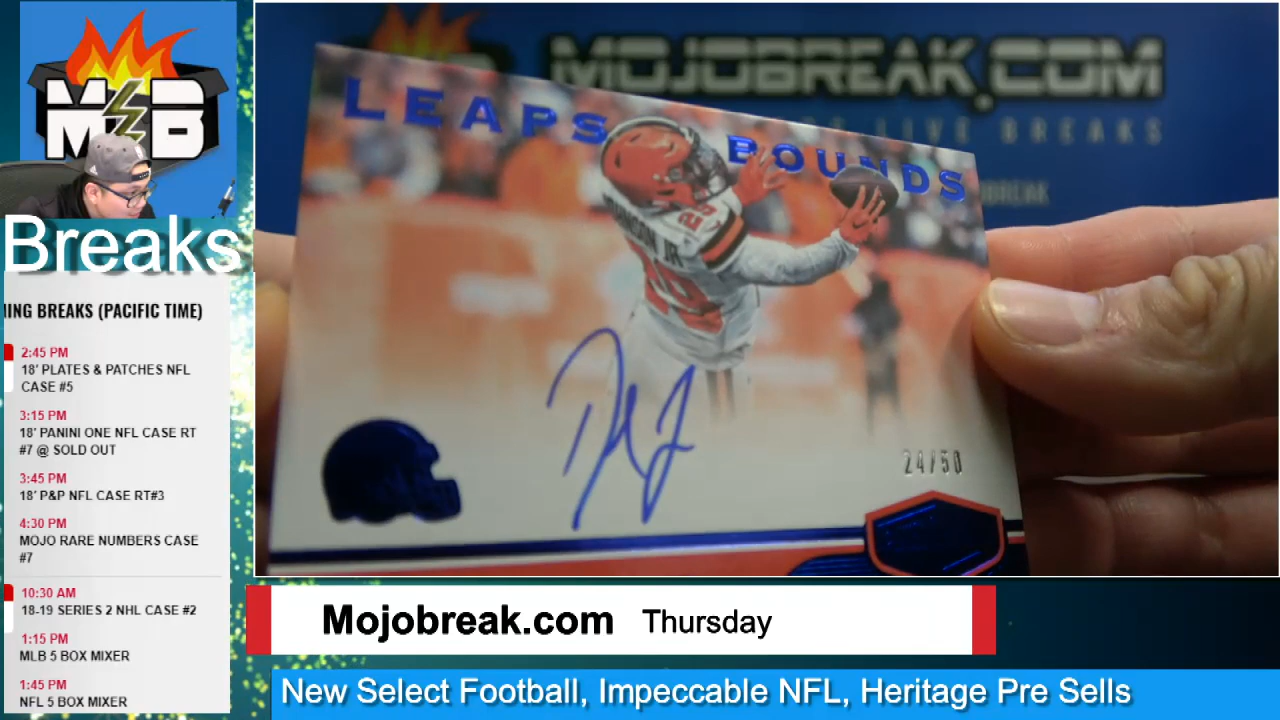 M B
Breaks
ING BREAKS (PACIFIC TIME)
2:45 PM
18' PLATES & PATCHES NFL
CASE #5
3:15 PM
18' PANINI ONE NFL CASE RT
#7 @ SOLD OUT
3:45 PM
18' P&P NFL CASE RT#3
4:30 PM
MOJO RARE NUMBERS CASE
#7
10:30 AM
18-19 SERIES 2 NHL CASE #2
1:15 PM
MLB 5 BOX MIXER
1:45 PM
NFL 5 BOX MIXER
MOJOBREAK.COM
LIVE BREAKS
LEAPS BOUNDS
JOHNSON JR
24/50
Mojobreak.com Thursday
New Select Football, Impeccable NFL, Heritage Pre Sells